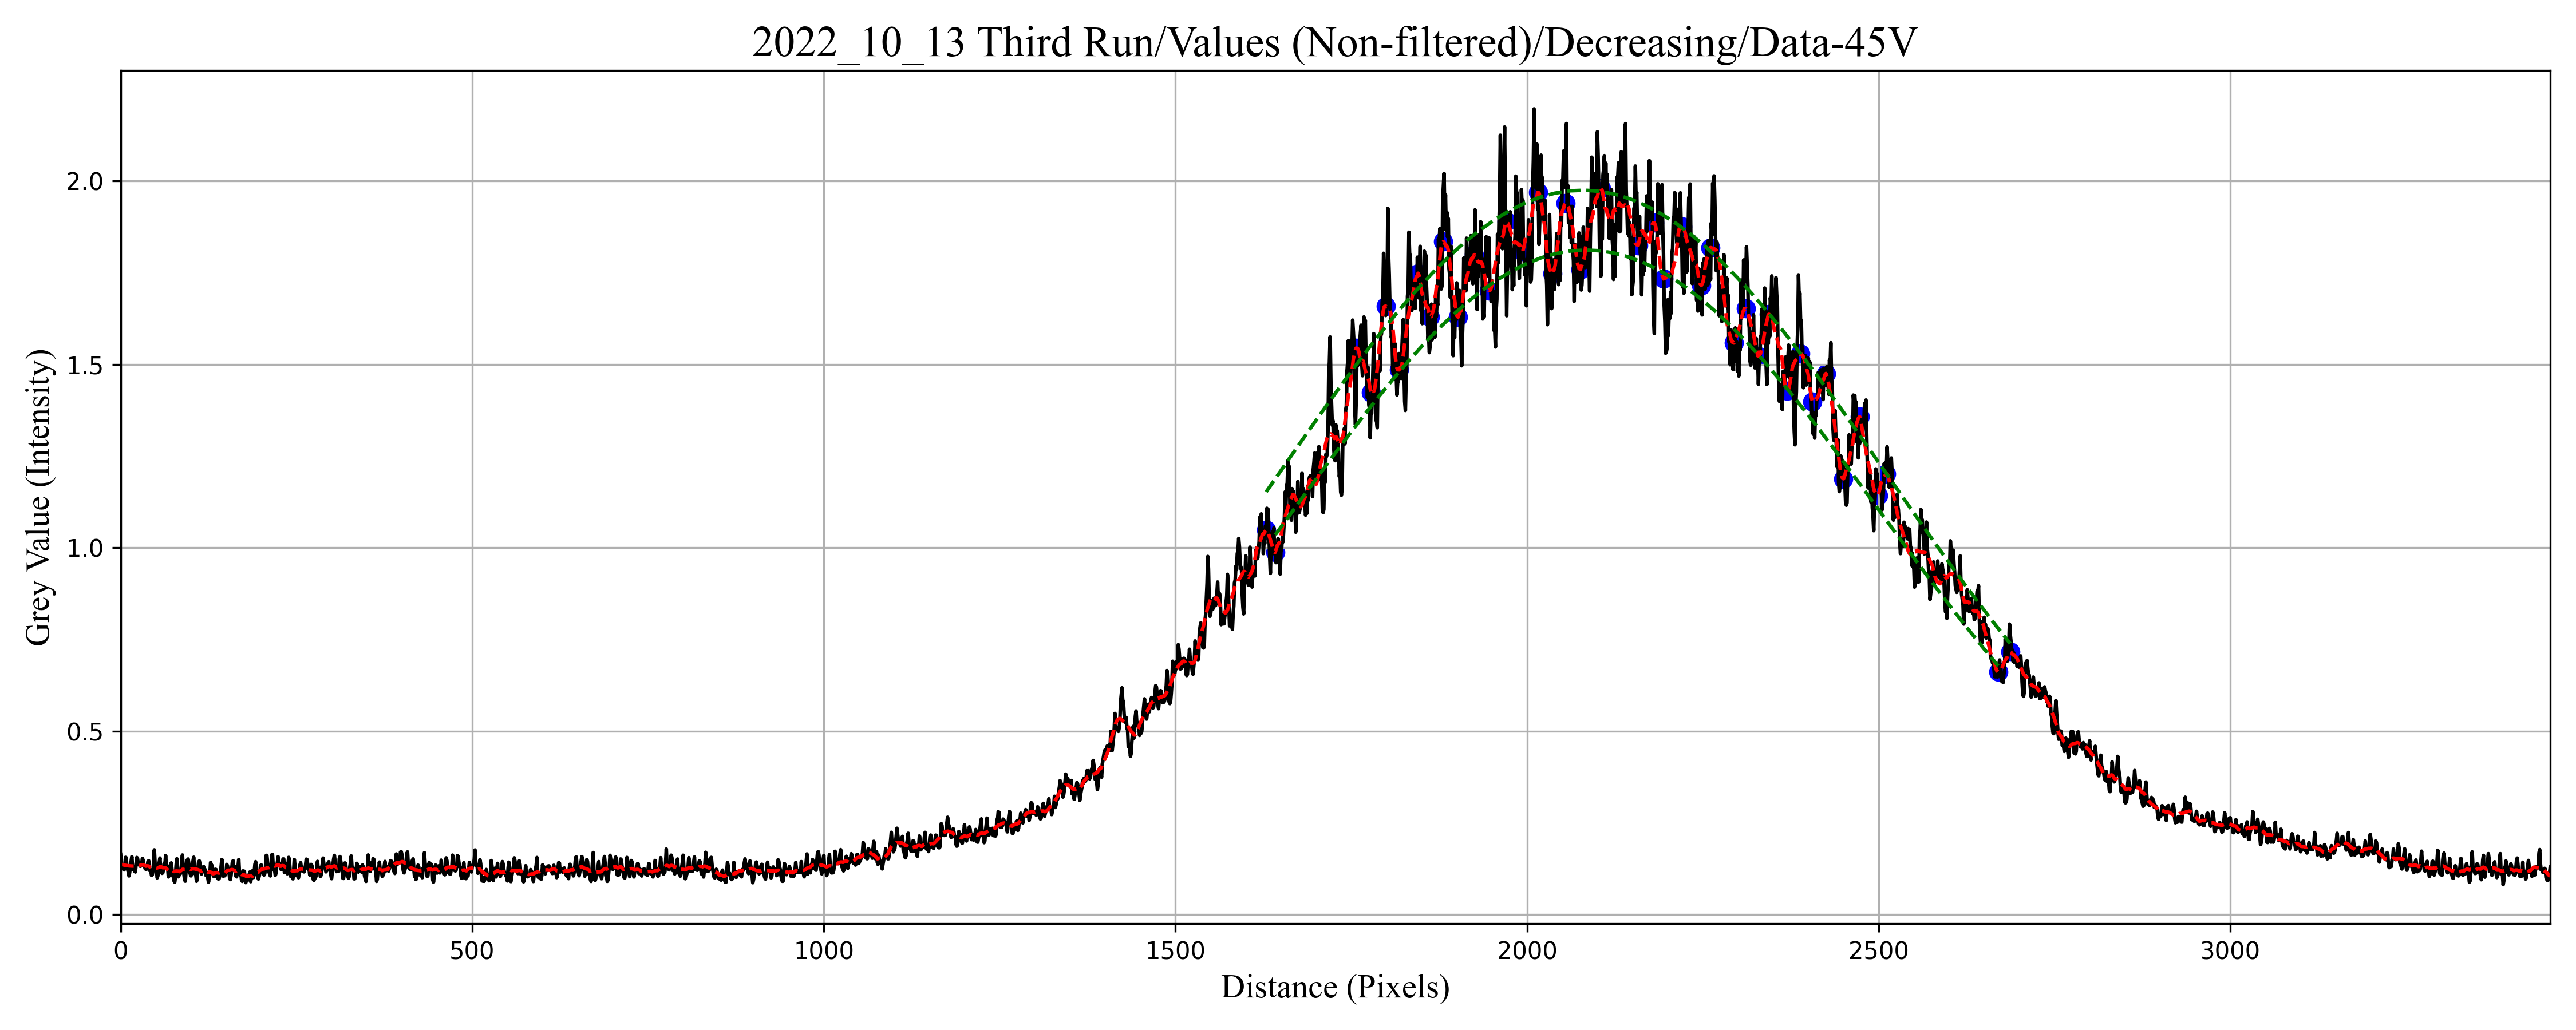 2022_10_13 Third Run/Values (Non-filtered)/Decreasing/Data-45V
Grey Value (Intensity)
2.0
1.5
1.0
0.5
0.0
0 500 1000 1500 2000 2500 3000
Distance (Pixels)